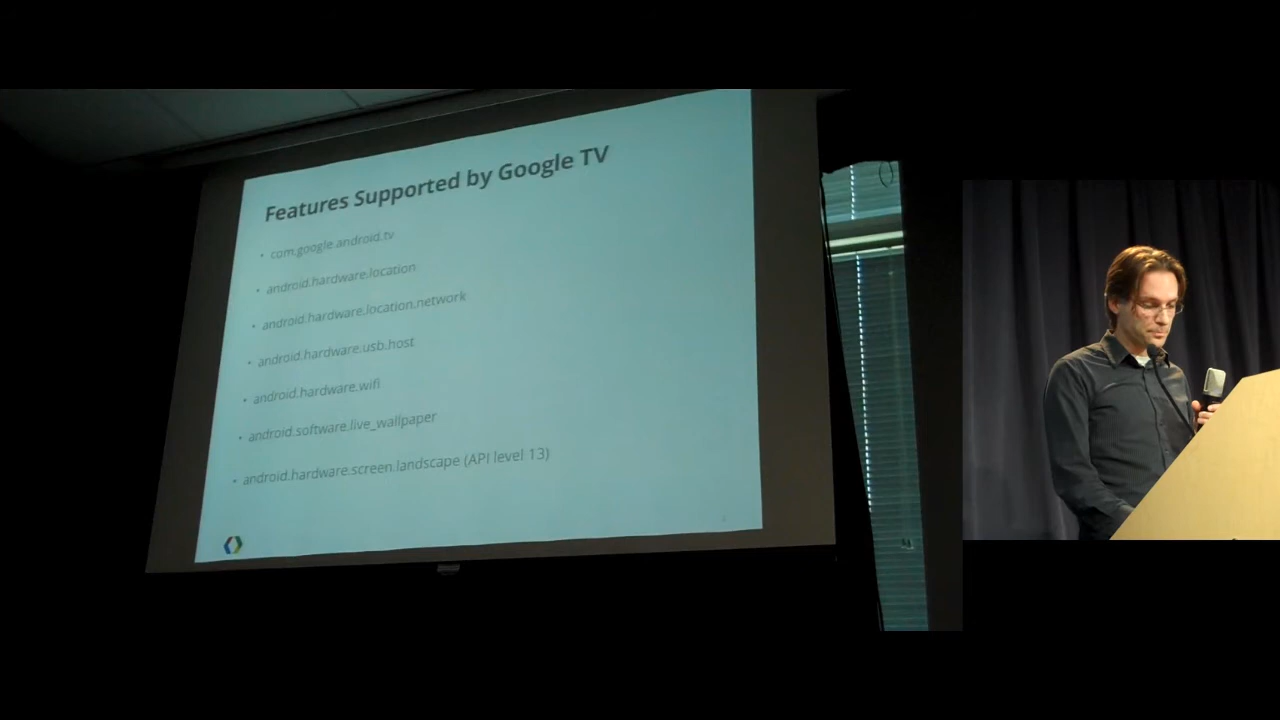 Features Supported by Google TV
• com.google.android.tv
• android.hardware.location
• android.hardware.location.network
• android.hardware.usb.host
• android.hardware.wifi
• android.software.live_wallpaper
• android.hardware.screen.landscape (API level 13)